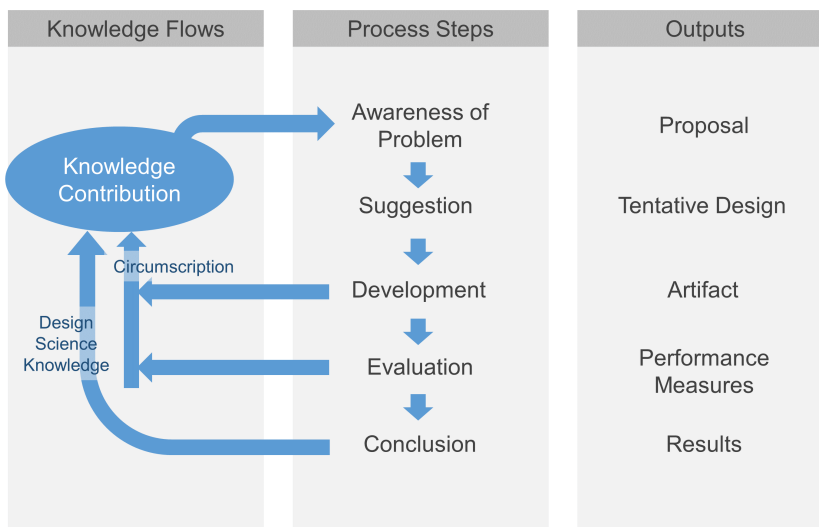 Knowledge Flows
Process Steps
Outputs
Knowledge
Contribution
Circumscription
Design
Science
Knowledge
Awareness of
Problem
Suggestion
Development
Evaluation
Conclusion
Proposal
Tentative Design
Artifact
Performance
Measures
Results